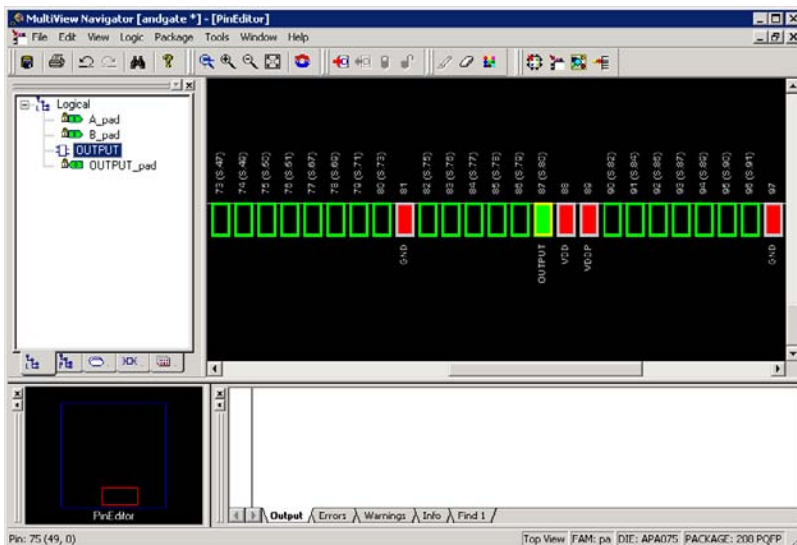 MultiView Navigator [andgate *] - [PinEditor]
File Edit View Logic Package Tools Window Help
Logical
A_pad
B_pad
OUTPUT
OUTPUT_pad
73 (S:47)
74 (S:49)
75 (S:50)
76 (S:51)
77 (S:67)
78 (S:69)
79 (S:71)
80 (S:73)
81
82 (S:75)
83 (S:76)
84 (S:77)
85 (S:78)
86 (S:79)
87 (S:80)
88
89
90 (S:82)
91 (S:84)
92 (S:86)
93 (S:87)
94 (S:89)
95 (S:90)
96 (S:91)
97
GND
OUTPUT
VDD
VDDP
GND
PinEditor
Output Errors Warnings Info Find 1
Pin: 75 (49, 0)
Top View FAM: pa DIE: APA075 PACKAGE: 208 PQFP